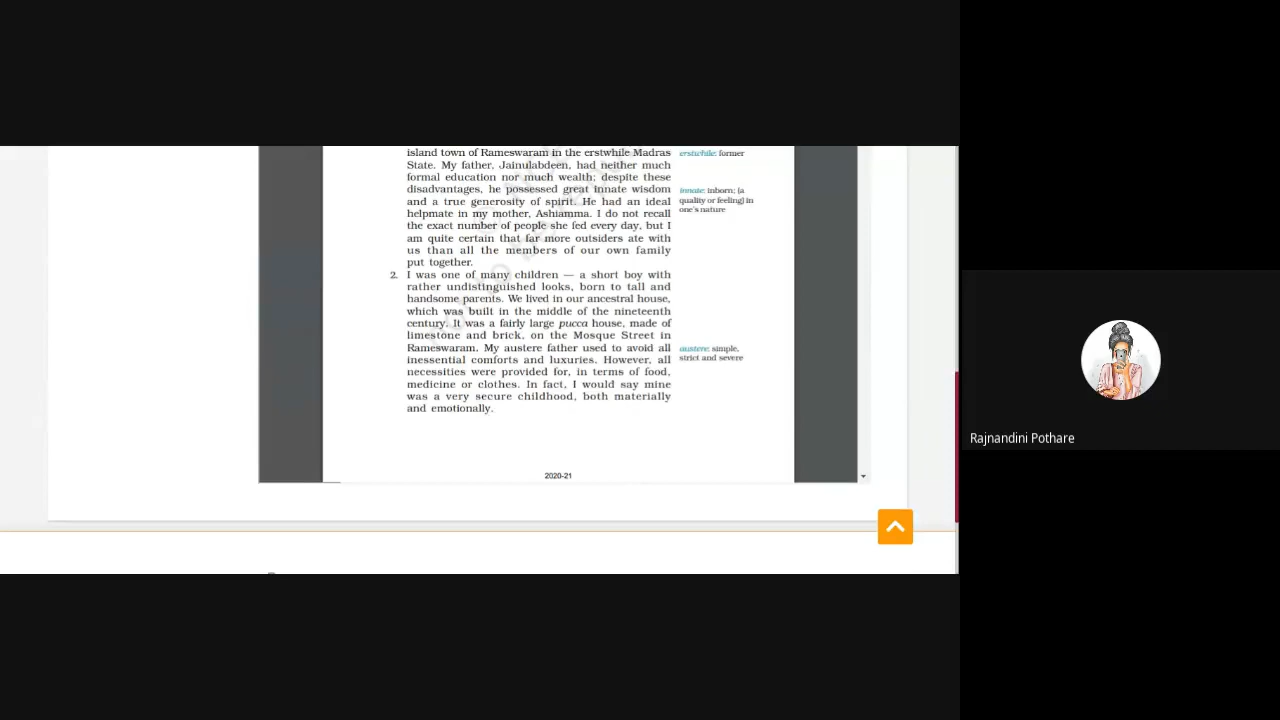 island town of Rameswaram in the erstwhile Madras
State. My father, Jainulabdeen, had neither much
formal education nor much wealth; despite these
disadvantages, he possessed great innate wisdom
and a true generosity of spirit. He had an ideal
helpmate in my mother, Ashiamma. I do not recall
the exact number of people she fed every day, but I
am quite certain that far more outsiders ate with
us than all the members of our own family
put together.
erstwhile: former
innate: inborn; (a
quality or feeling) in
one's nature
2. I was one of many children — a short boy with
rather undistinguished looks, born to tall and
handsome parents. We lived in our ancestral house,
which was built in the middle of the nineteenth
century. It was a fairly large pucca house, made of
limestone and brick, on the Mosque Street in
Rameswaram. My austere father used to avoid all
inessential comforts and luxuries. However, all
necessities were provided for, in terms of food,
medicine or clothes. In fact, I would say mine
was a very secure childhood, both materially
and emotionally.
austere: simple,
strict and severe
2020-21
Rajnandini Pothare